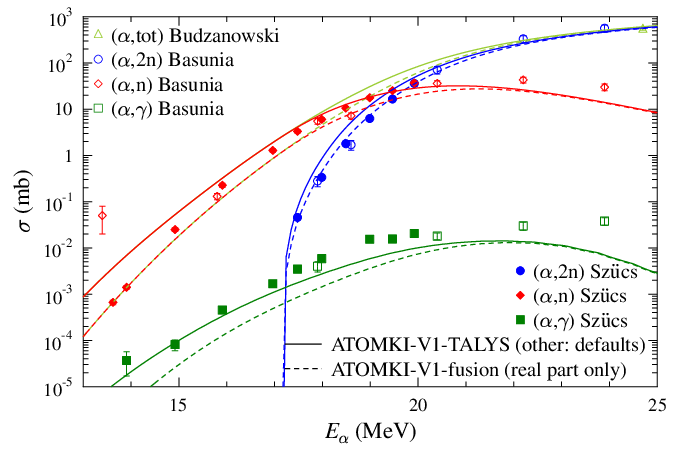 10³
10²
10
1
10⁻¹
10⁻²
10⁻³
10⁻⁴
10⁻⁵
σ (mb)
(α,tot) Budzanowski
(α,2n) Basunia
(α,n) Basunia
(α,γ) Basunia
(α,2n) Szücs
(α,n) Szücs
(α,γ) Szücs
ATOMKI-V1-TALYS (other: defaults)
ATOMKI-V1-fusion (real part only)
15 20 25
E_α (MeV)